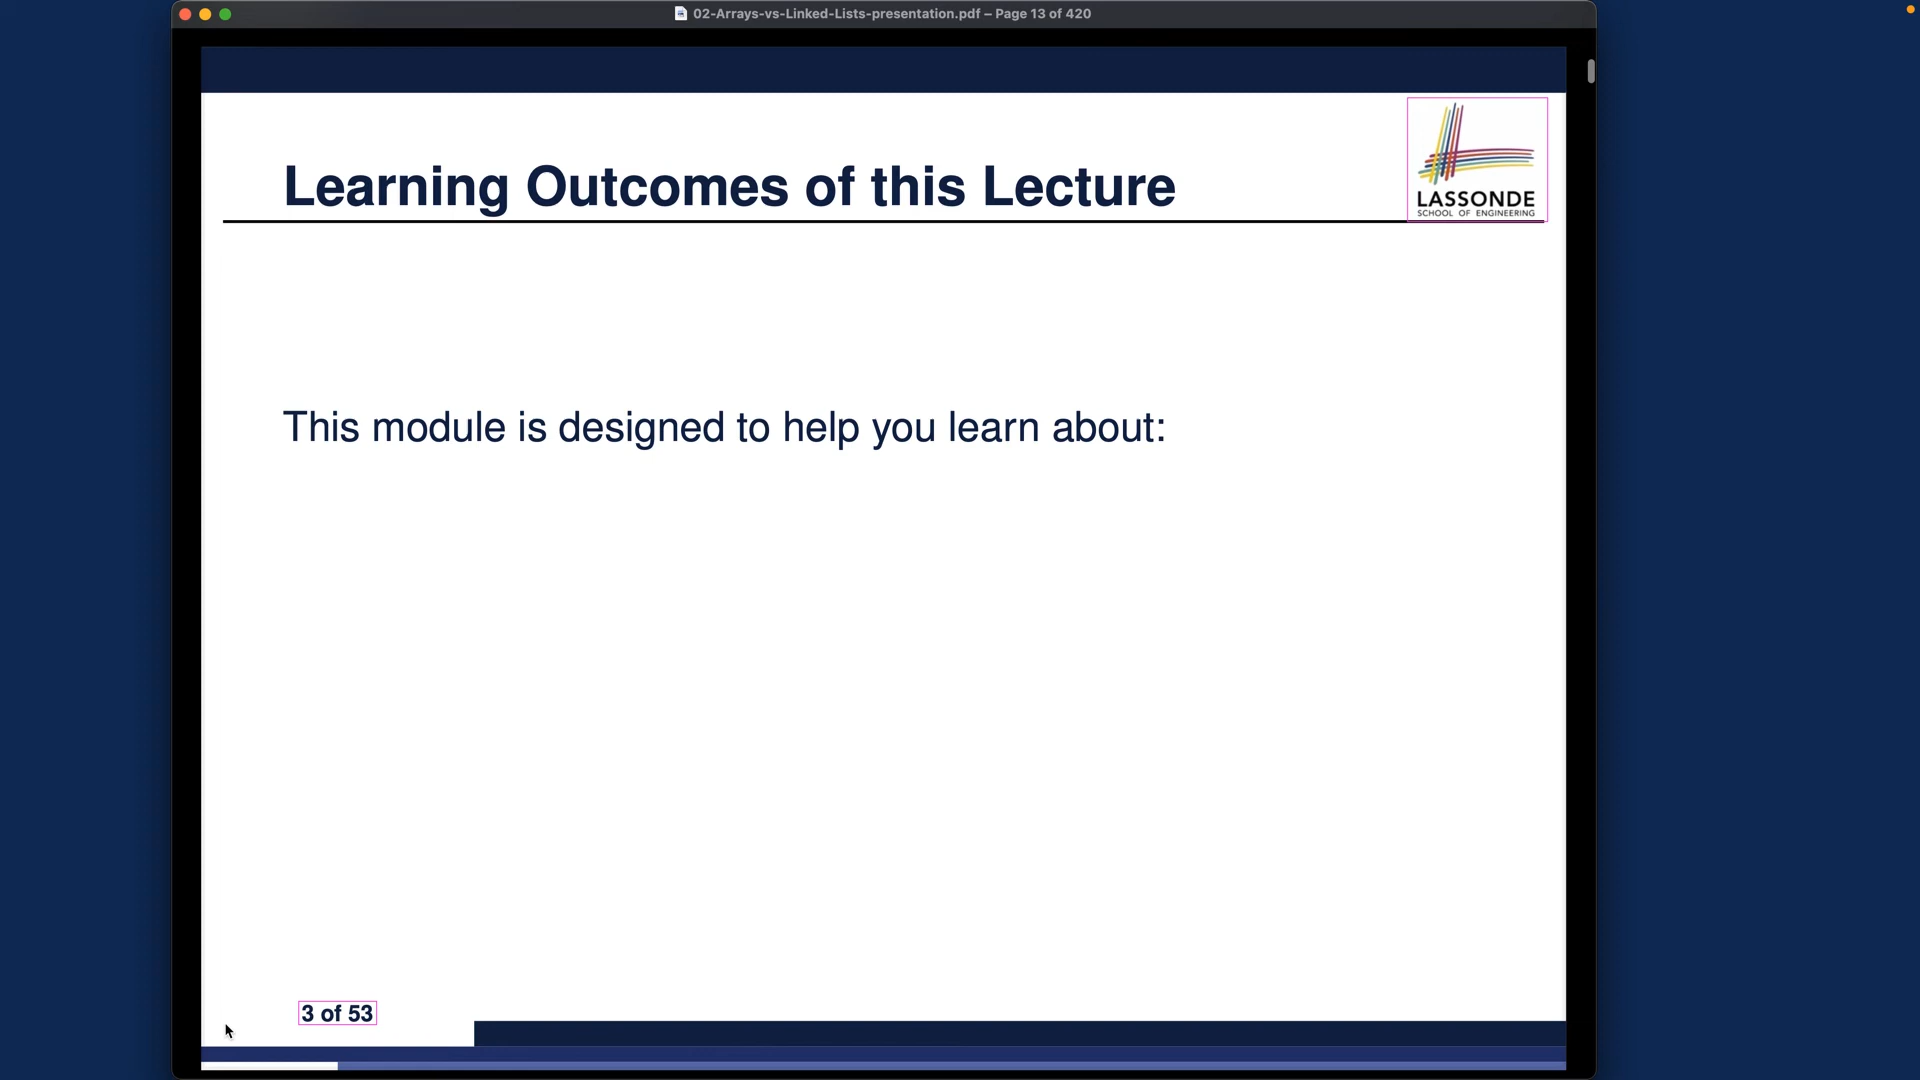 02-Arrays-vs-Linked-Lists-presentation.pdf – Page 13 of 420
Learning Outcomes of this Lecture
LASSONDE
SCHOOL OF ENGINEERING
This module is designed to help you learn about:
3 of 53